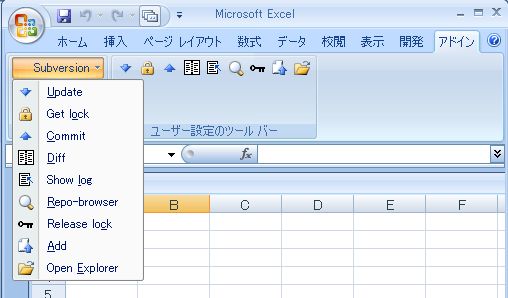 Microsoft Excel
ホーム 挿入 ページ レイアウト 数式 データ 校閲 表示 開発 アドイン
Subversion
Update
Get lock
Commit
Diff
Show log
Repo-browser
Release lock
Add
Open Explorer
ユーザー設定のツール バー
fx
B C D E F
5